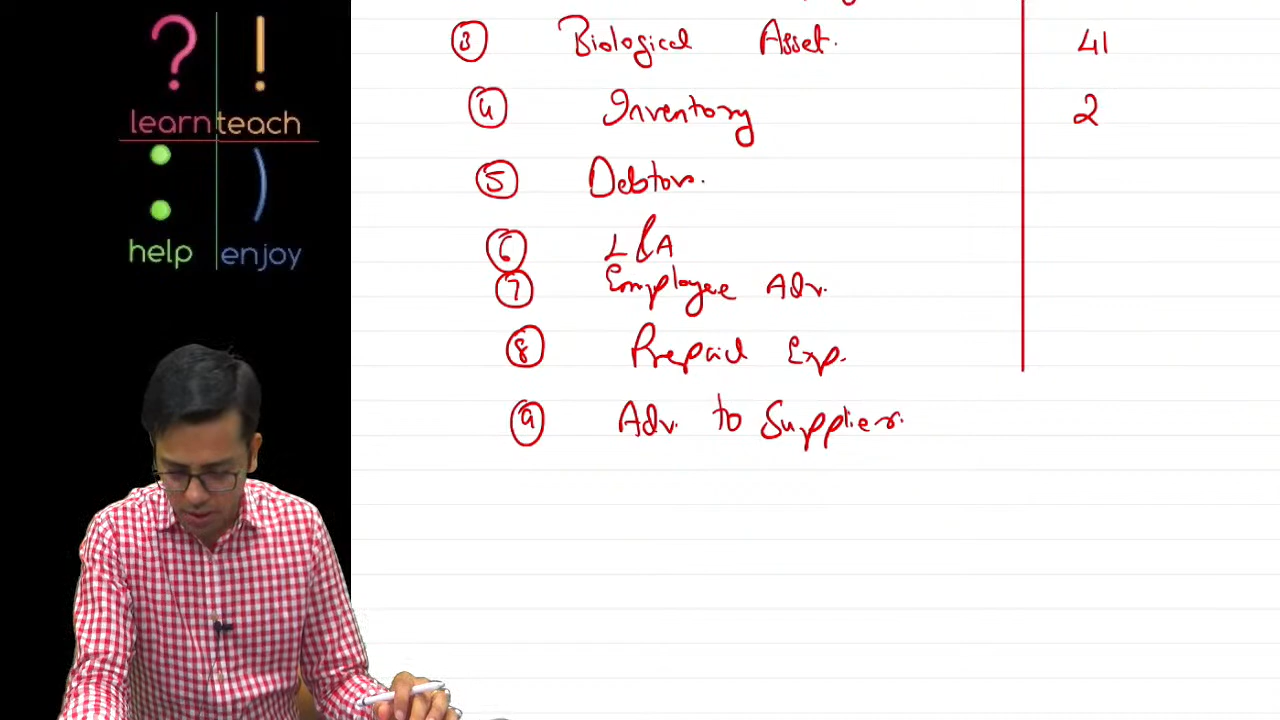 ? !
learn teach
: )
help enjoy
3 Biological Asset. 41
4 Inventory 2
5 Debtors.
6 L&A
7 Employee Adv.
8 Prepaid Exp.
9 Adv. to Supplier.